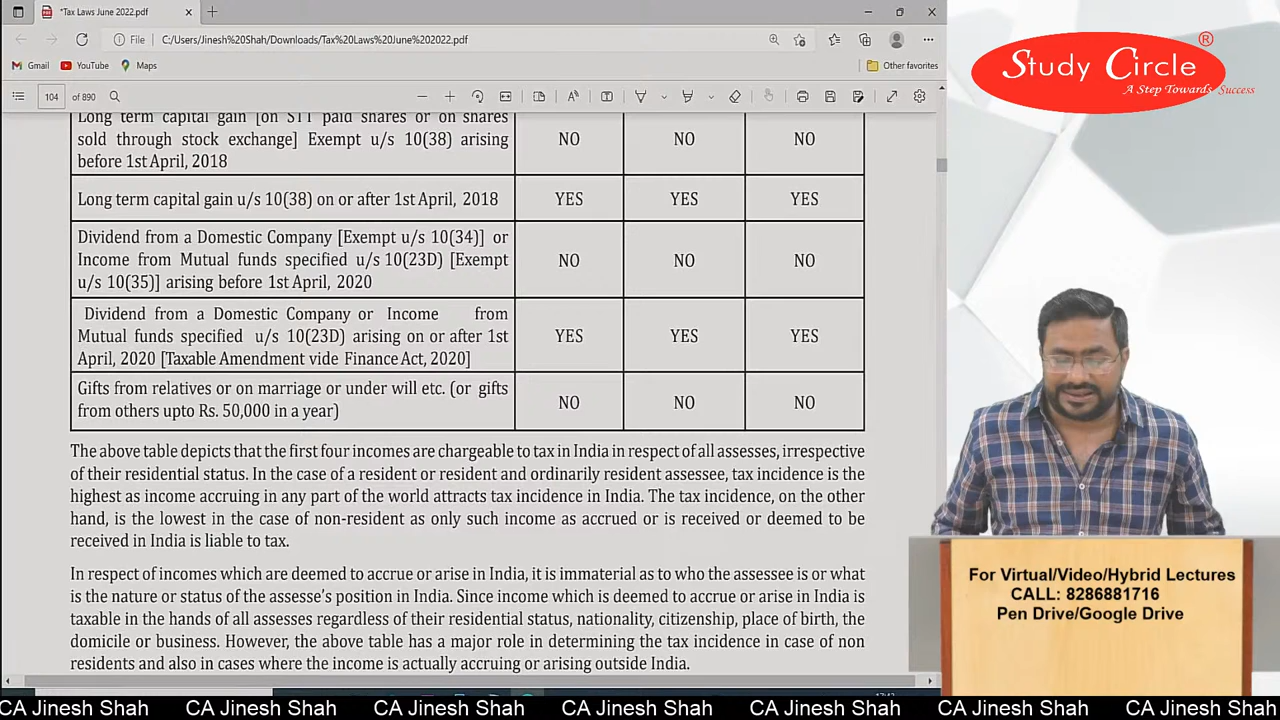 *Tax Laws June 2022.pdf
File
C:/Users/Jinesh%20Shah/Downloads/Tax%20Laws%20June%202022.pdf
Gmail
YouTube
Maps
Other favorites
104
of 890
Long term capital gain [on STT paid shares or on shares
sold through stock exchange] Exempt u/s 10(38) arising
before 1st April, 2018
NO
NO
NO
Long term capital gain u/s 10(38) on or after 1st April, 2018
YES
YES
YES
Dividend from a Domestic Company [Exempt u/s 10(34)] or
Income from Mutual funds specified u/s 10(23D) [Exempt
u/s 10(35)] arising before 1st April, 2020
NO
NO
NO
Dividend from a Domestic Company or Income from
Mutual funds specified u/s 10(23D) arising on or after 1st
April, 2020 [Taxable Amendment vide Finance Act, 2020]
YES
YES
YES
Gifts from relatives or on marriage or under will etc. (or gifts
from others upto Rs. 50,000 in a year)
NO
NO
NO
The above table depicts that the first four incomes are chargeable to tax in India in respect of all assesses, irrespective
of their residential status. In the case of a resident or resident and ordinarily resident assessee, tax incidence is the
highest as income accruing in any part of the world attracts tax incidence in India. The tax incidence, on the other
hand, is the lowest in the case of non-resident as only such income as accrued or is received or deemed to be
received in India is liable to tax.
In respect of incomes which are deemed to accrue or arise in India, it is immaterial as to who the assessee is or what
is the nature or status of the assesse's position in India. Since income which is deemed to accrue or arise in India is
taxable in the hands of all assesses regardless of their residential status, nationality, citizenship, place of birth, the
domicile or business. However, the above table has a major role in determining the tax incidence in case of non
residents and also in cases where the income is actually accruing or arising outside India.
Study Circle ®
A Step Towards Success
For Virtual/Video/Hybrid Lectures
CALL: 8286881716
Pen Drive/Google Drive
CA Jinesh Shah CA Jinesh Shah CA Jinesh Shah CA Jinesh Shah CA Jinesh Shah CA Jinesh Shah CA Jinesh Shah